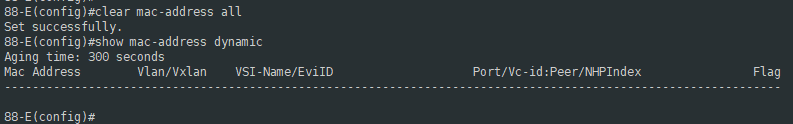 88-E(config)#clear mac-address all
Set successfully.
88-E(config)#show mac-address dynamic
Aging time: 300 seconds
Mac Address        Vlan/Vxlan    VSI-Name/EviID                    Port/Vc-id:Peer/NHPIndex                Flag
---------------------------------------------------------------------------------------------------------------
88-E(config)#